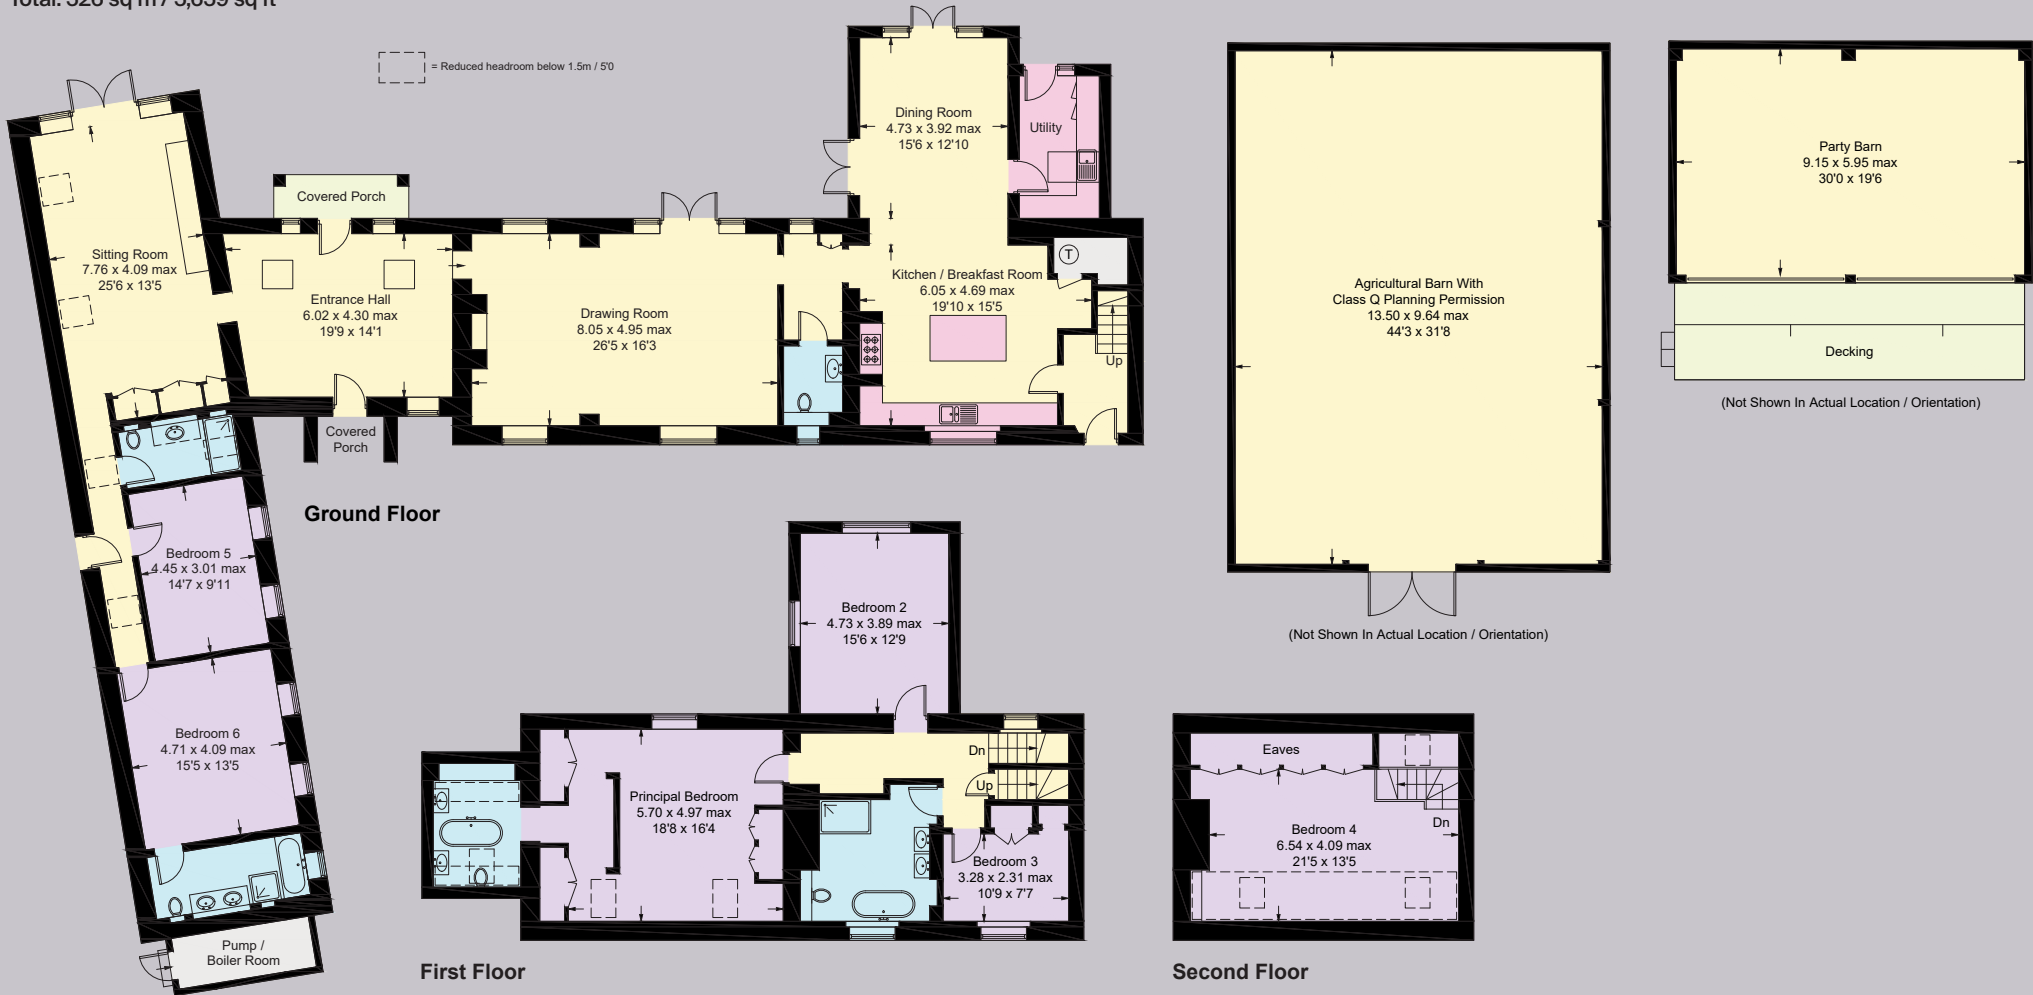 Total: 526 sq m / 5,659 sq ft
= Reduced headroom below 1.5m / 5'0
Dining Room
4.73 x 3.92 max
15'6 x 12'10
Utility
Covered Porch
Sitting Room
7.76 x 4.09 max
25'6 x 13'5
Entrance Hall
6.02 x 4.30 max
19'9 x 14'1
Drawing Room
8.05 x 4.95 max
26'5 x 16'3
Kitchen / Breakfast Room
6.05 x 4.69 max
19'10 x 15'5
T
Up
Covered
Porch
Ground Floor
Bedroom 5
4.45 x 3.01 max
14'7 x 9'11
Bedroom 6
4.71 x 4.09 max
15'5 x 13'5
Pump /
Boiler Room
Agricultural Barn With
Class Q Planning Permission
13.50 x 9.64 max
44'3 x 31'8
(Not Shown In Actual Location / Orientation)
Party Barn
9.15 x 5.95 max
30'0 x 19'6
Decking
(Not Shown In Actual Location / Orientation)
Bedroom 2
4.73 x 3.89 max
15'6 x 12'9
Dn
Up
Principal Bedroom
5.70 x 4.97 max
18'8 x 16'4
Bedroom 3
3.28 x 2.31 max
10'9 x 7'7
First Floor
Eaves
Dn
Bedroom 4
6.54 x 4.09 max
21'5 x 13'5
Second Floor